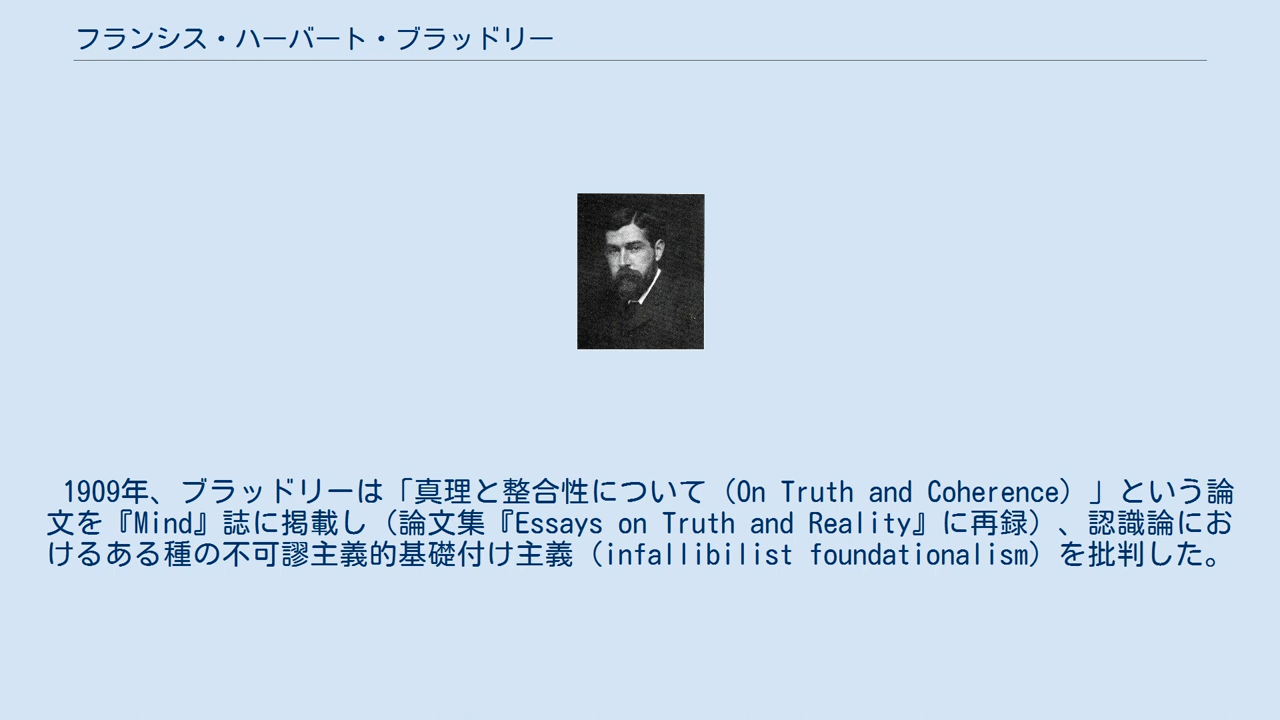 フランシス・ハーバート・ブラッドリー
1909年、ブラッドリーは「真理と整合性について（On Truth and Coherence）」という論
文を『Mind』誌に掲載し（論文集『Essays on Truth and Reality』に再録）、認識論にお
けるある種の不可謬主義的基礎付け主義（infallibilist foundationalism）を批判した。